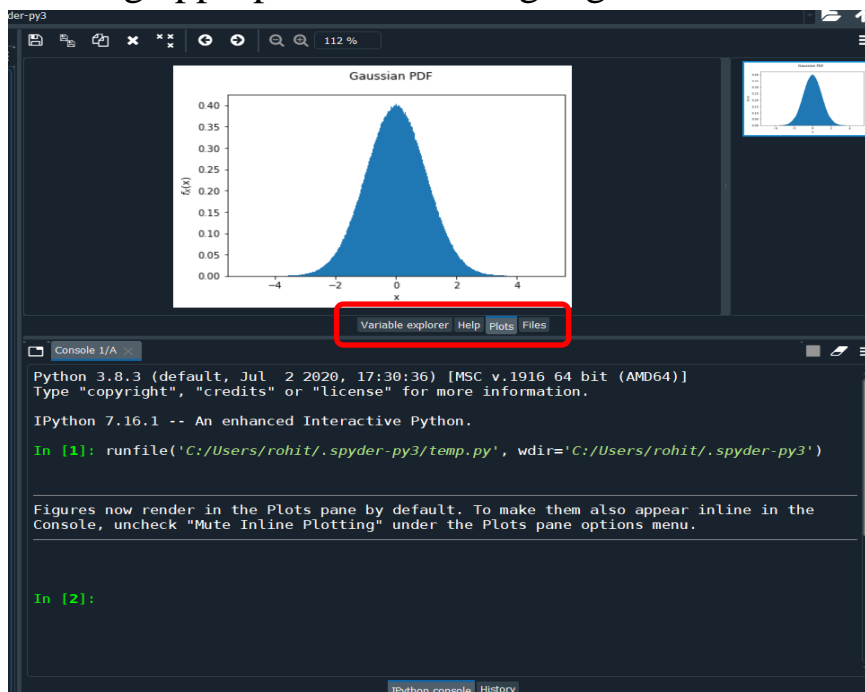 der-py3
112 %
Gaussian PDF
0.40
0.35
0.30
0.25
0.20
0.15
0.10
0.05
0.00
fₓ(x)
−4 −2 0 2 4
x
Gaussian PDF
Variable explorer Help Plots Files
Console 1/A
Python 3.8.3 (default, Jul 2 2020, 17:30:36) [MSC v.1916 64 bit (AMD64)]
Type "copyright", "credits" or "license" for more information.
IPython 7.16.1 -- An enhanced Interactive Python.
In [1]: runfile('C:/Users/rohit/.spyder-py3/temp.py', wdir='C:/Users/rohit/.spyder-py3')
Figures now render in the Plots pane by default. To make them also appear inline in the
Console, uncheck "Mute Inline Plotting" under the Plots pane options menu.
In [2]:
IPython console History